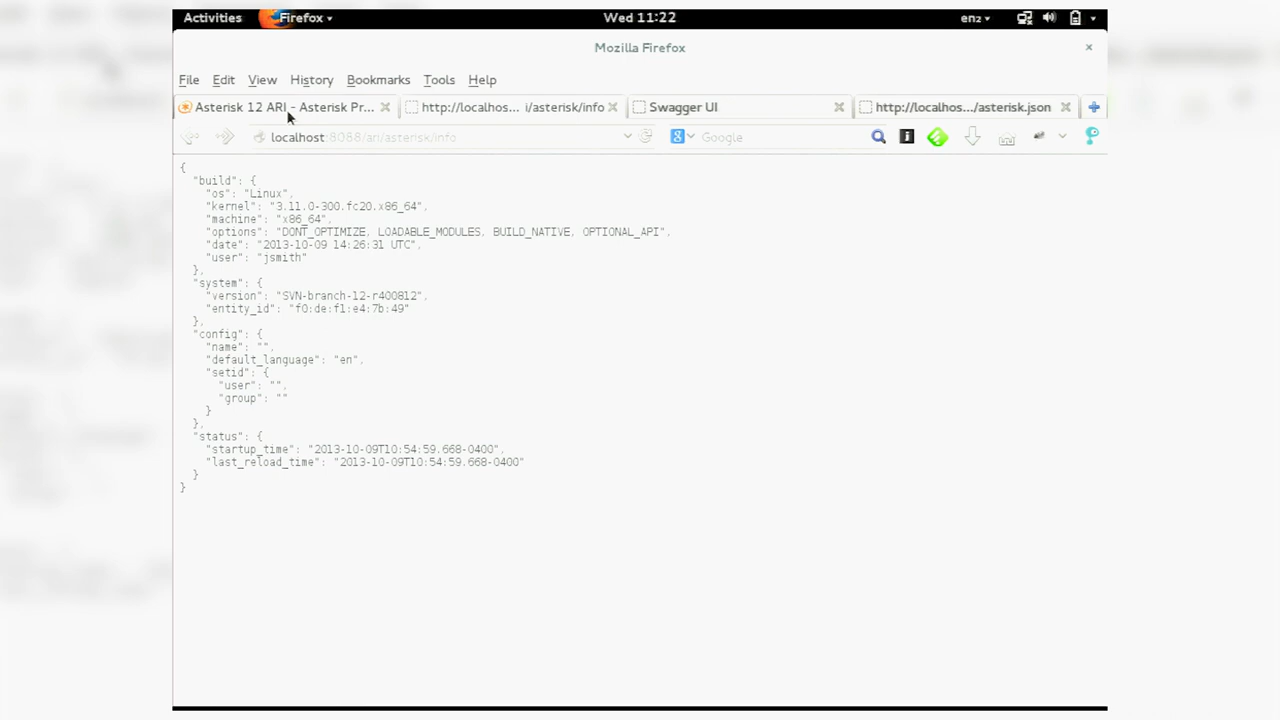 Activities Firefox Wed 11:22 en2
Mozilla Firefox
File Edit View History Bookmarks Tools Help
Asterisk 12 ARI - Asterisk Pr... http://localhos... i/asterisk/info Swagger UI http://localhos.../asterisk.json
localhost:8088/ari/asterisk/info Google
{
"build": {
"os": "Linux",
"kernel": "3.11.0-300.fc20.x86_64",
"machine": "x86_64",
"options": "DONT_OPTIMIZE, LOADABLE_MODULES, BUILD_NATIVE, OPTIONAL_API",
"date": "2013-10-09 14:26:31 UTC",
"user": "jsmith"
},
"system": {
"version": "SVN-branch-12-r400812",
"entity_id": "f0:de:f1:e4:7b:49"
},
"config": {
"name": "",
"default_language": "en",
"setid": {
"user": "",
"group": ""
}
},
"status": {
"startup_time": "2013-10-09T10:54:59.668-0400",
"last_reload_time": "2013-10-09T10:54:59.668-0400"
}
}